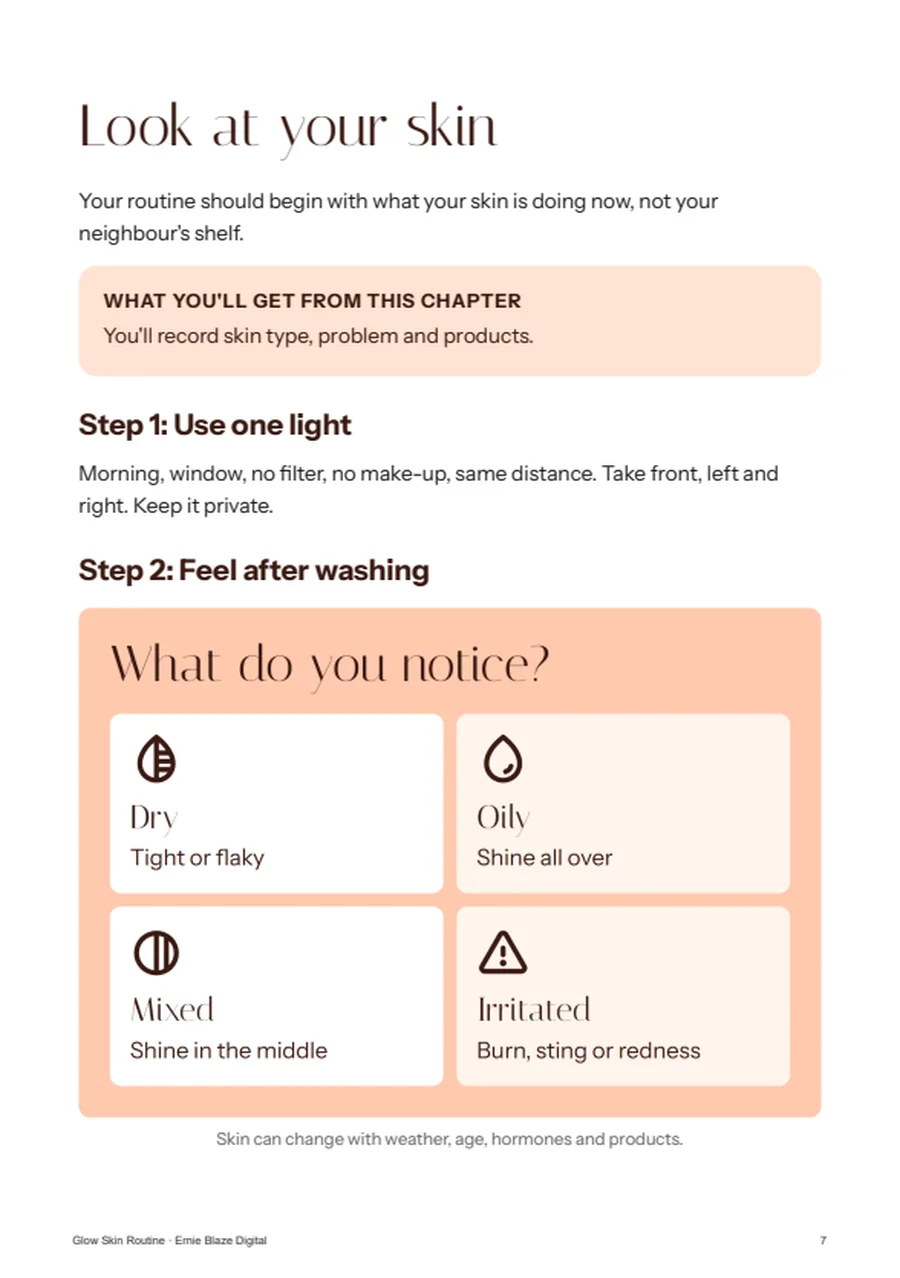 Look at your skin
Your routine should begin with what your skin is doing now, not your
neighbour's shelf.
WHAT YOU'LL GET FROM THIS CHAPTER
You'll record skin type, problem and products.
Step 1: Use one light
Morning, window, no filter, no make-up, same distance. Take front, left and
right. Keep it private.
Step 2: Feel after washing
What do you notice?
Dry
Tight or flaky
Oily
Shine all over
Mixed
Shine in the middle
Irritated
Burn, sting or redness
Skin can change with weather, age, hormones and products.
Glow Skin Routine · Ernie Blaze Digital
7